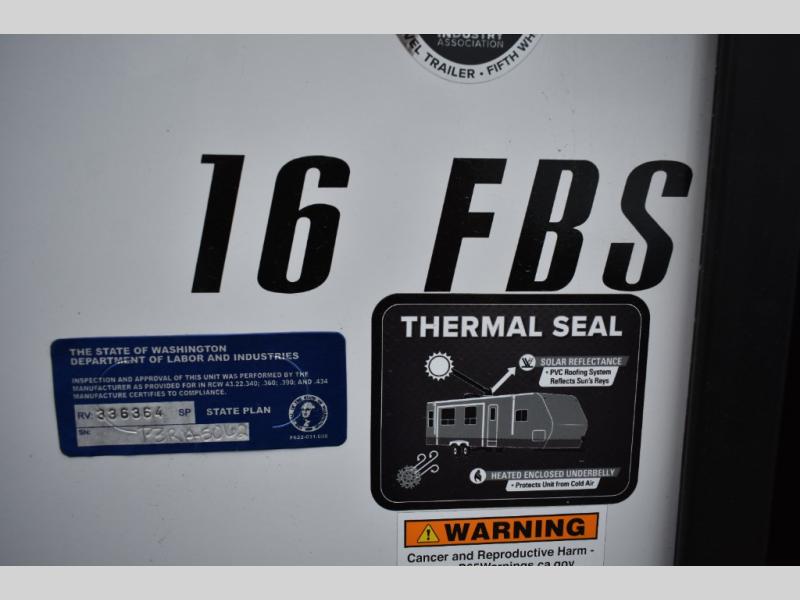 INDUSTRY
ASSOCIATION
TRAILER • FIFTH
16 FBS
THE STATE OF WASHINGTON
DEPARTMENT OF LABOR AND INDUSTRIES
INSPECTION AND APPROVAL OF THIS UNIT WAS PERFORMED BY THE
MANUFACTURER AS PROVIDED FOR IN RCW 43.22.340; .360; .390; AND .434
MANUFACTURE CERTIFIES TO COMPLIANCE.
RV: 336364 SP STATE PLAN
SN:
THERMAL SEAL
SOLAR REFLECTANCE
• PVC Roofing System
Reflects Sun's Rays
HEATED ENCLOSED UNDERBELLY
• Protects Unit from Cold Air
WARNING
Cancer and Reproductive Harm -